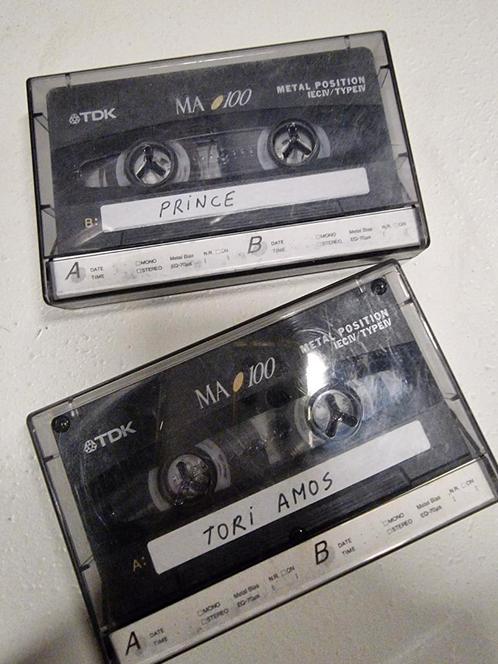 TDK
MA 100
METAL POSITION
IECIV/TYPEIV
B:
PRINCE
A DATE TIME □MONO □STEREO Metal Bias EQ-70μs N.R. □ON B DATE TIME □MONO □STEREO Metal Bias EQ-70μs N.R. □ON
TDK
MA 100
METAL POSITION
IECIV/TYPEIV
A:
TORI AMOS
A DATE TIME □MONO □STEREO Metal Bias EQ-70μs N.R. □ON B DATE TIME □MONO □STEREO Metal Bias EQ-70μs N.R. □ON